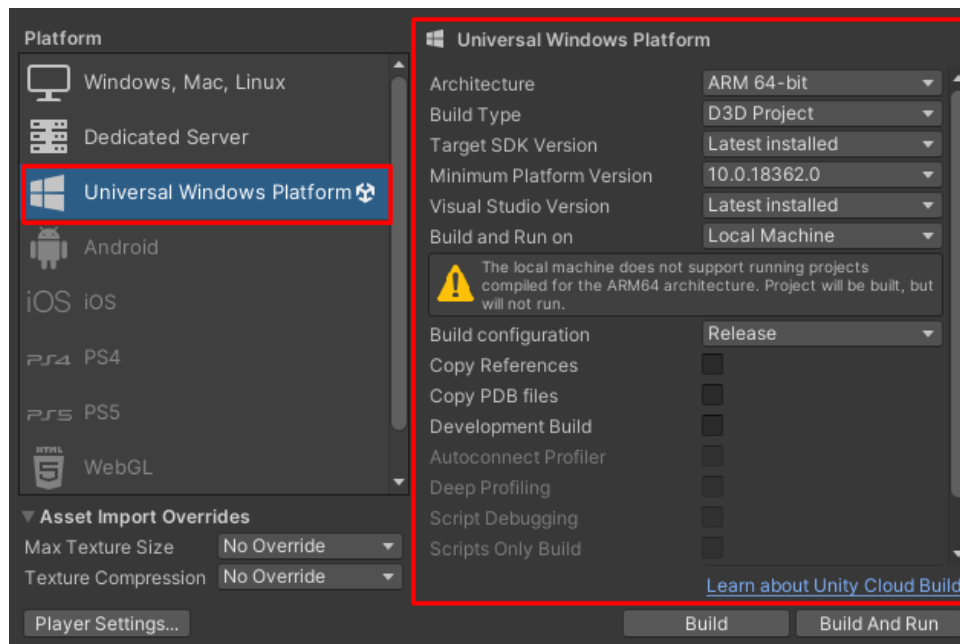 Platform
Windows, Mac, Linux
Dedicated Server
Universal Windows Platform
Android
iOS iOS
PS4 PS4
PS5 PS5
HTML
5 WebGL
Asset Import Overrides
Max Texture Size No Override
Texture Compression No Override
Player Settings...
Universal Windows Platform
Architecture ARM 64-bit
Build Type D3D Project
Target SDK Version Latest installed
Minimum Platform Version 10.0.18362.0
Visual Studio Version Latest installed
Build and Run on Local Machine
The local machine does not support running projects
compiled for the ARM64 architecture. Project will be built, but
will not run.
Build configuration Release
Copy References
Copy PDB files
Development Build
Autoconnect Profiler
Deep Profiling
Script Debugging
Scripts Only Build
Learn about Unity Cloud Build
Build Build And Run